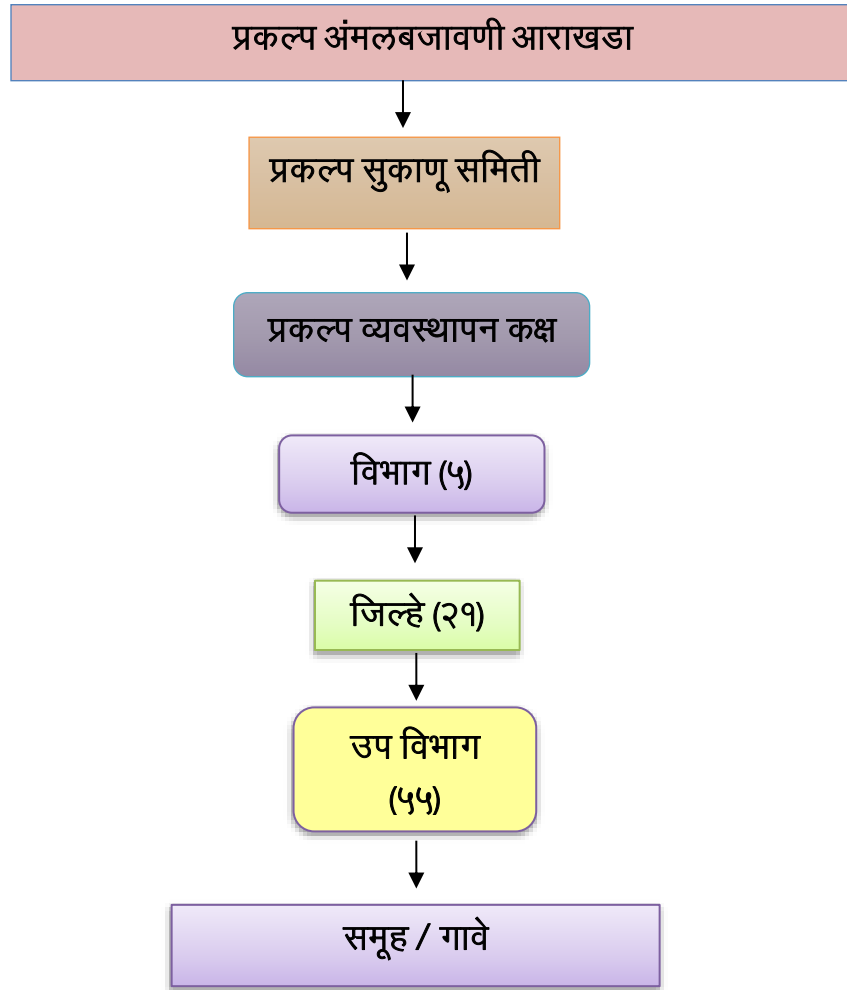 प्रकल्प अंमलबजावणी आराखडा
प्रकल्प सुकाणू समिती
प्रकल्प व्यवस्थापन कक्ष
विभाग (५)
जिल्हे (२१)
उप विभाग
(५५)
समूह / गावे